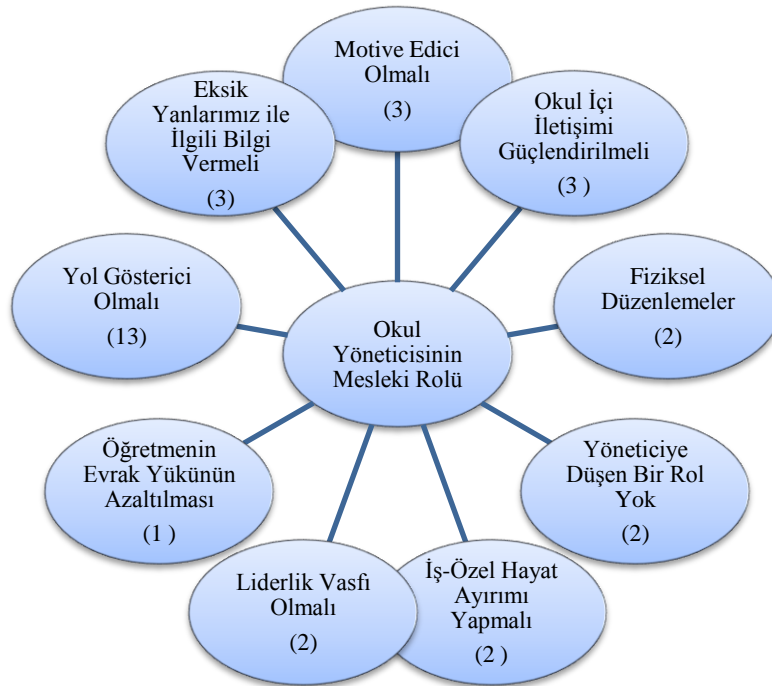 Motive Edici
Olmalı
(3)
Okul İçi
İletişimi
Güçlendirilmeli
(3 )
Fiziksel
Düzenlemeler
(2)
Yöneticiye
Düşen Bir Rol
Yok
(2)
İş-Özel Hayat
Ayırımı
Yapmalı
(2 )
Liderlik Vasfı
Olmalı
(2)
Öğretmenin
Evrak Yükünün
Azaltılması
(1 )
Yol Gösterici
Olmalı
(13)
Eksik
Yanlarımız ile
İlgili Bilgi
Vermeli
(3)
Okul
Yöneticisinin
Mesleki Rolü